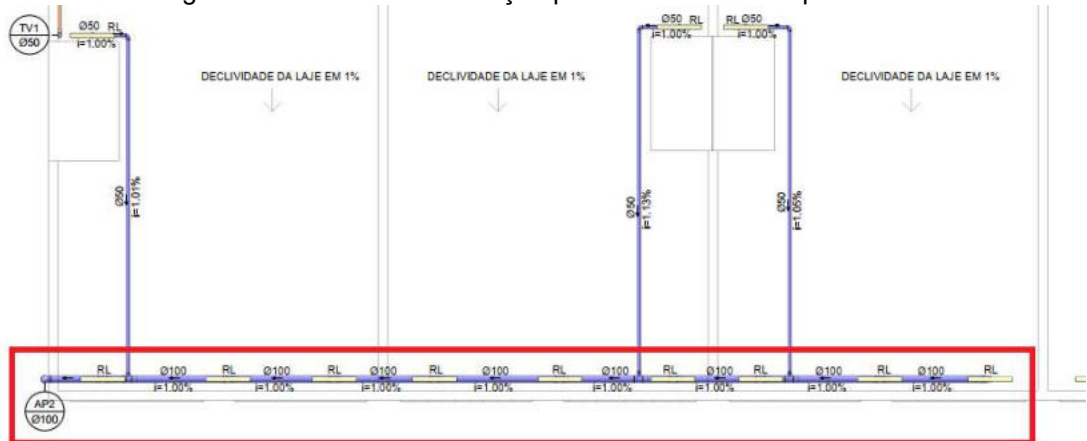 TV1
Ø50
Ø50 RL
i=1.00%
RL Ø50
i=1.00%
Ø50 RL
i=1.00%
DECLIVIDADE DA LAJE EM 1%
DECLIVIDADE DA LAJE EM 1%
DECLIVIDADE DA LAJE EM 1%
Ø50
i=1.01%
Ø50
i=1.13%
Ø50
i=1.05%
RL Ø100 RL Ø100 RL Ø100 RL Ø100 RL Ø100 RL Ø100 RL Ø100 RL Ø100 RL
i=1.00% i=1.00% i=1.00% i=1.00% i=1.00% i=1.00% i=1.00% i=1.00%
AP2
Ø100